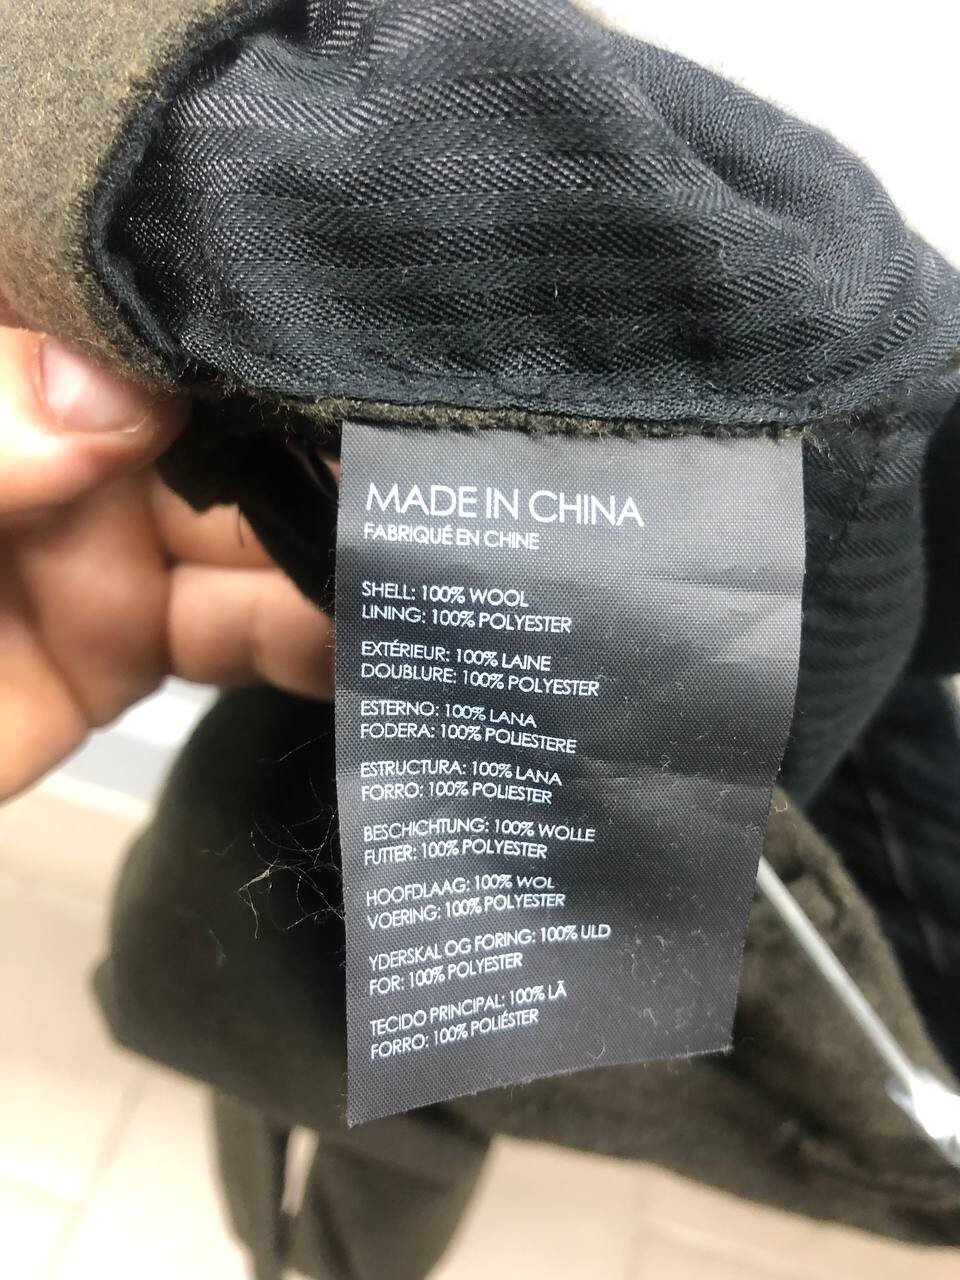 MADE IN CHINA
FABRIQUÉ EN CHINE
SHELL: 100% WOOL
LINING: 100% POLYESTER
EXTÉRIEUR: 100% LAINE
DOUBLURE: 100% POLYESTER
ESTERNO: 100% LANA
FODERA: 100% POLIESTERE
ESTRUCTURA: 100% LANA
FORRO: 100% POLIESTER
BESCHICHTUNG: 100% WOLLE
FUTTER: 100% POLYESTER
HOOFDLAAG: 100% WOL
VOERING: 100% POLYESTER
YDERSKAL OG FORING: 100% ULD
FOR: 100% POLYESTER
TECIDO PRINCIPAL: 100% LÃ
FORRO: 100% POLIÉSTER